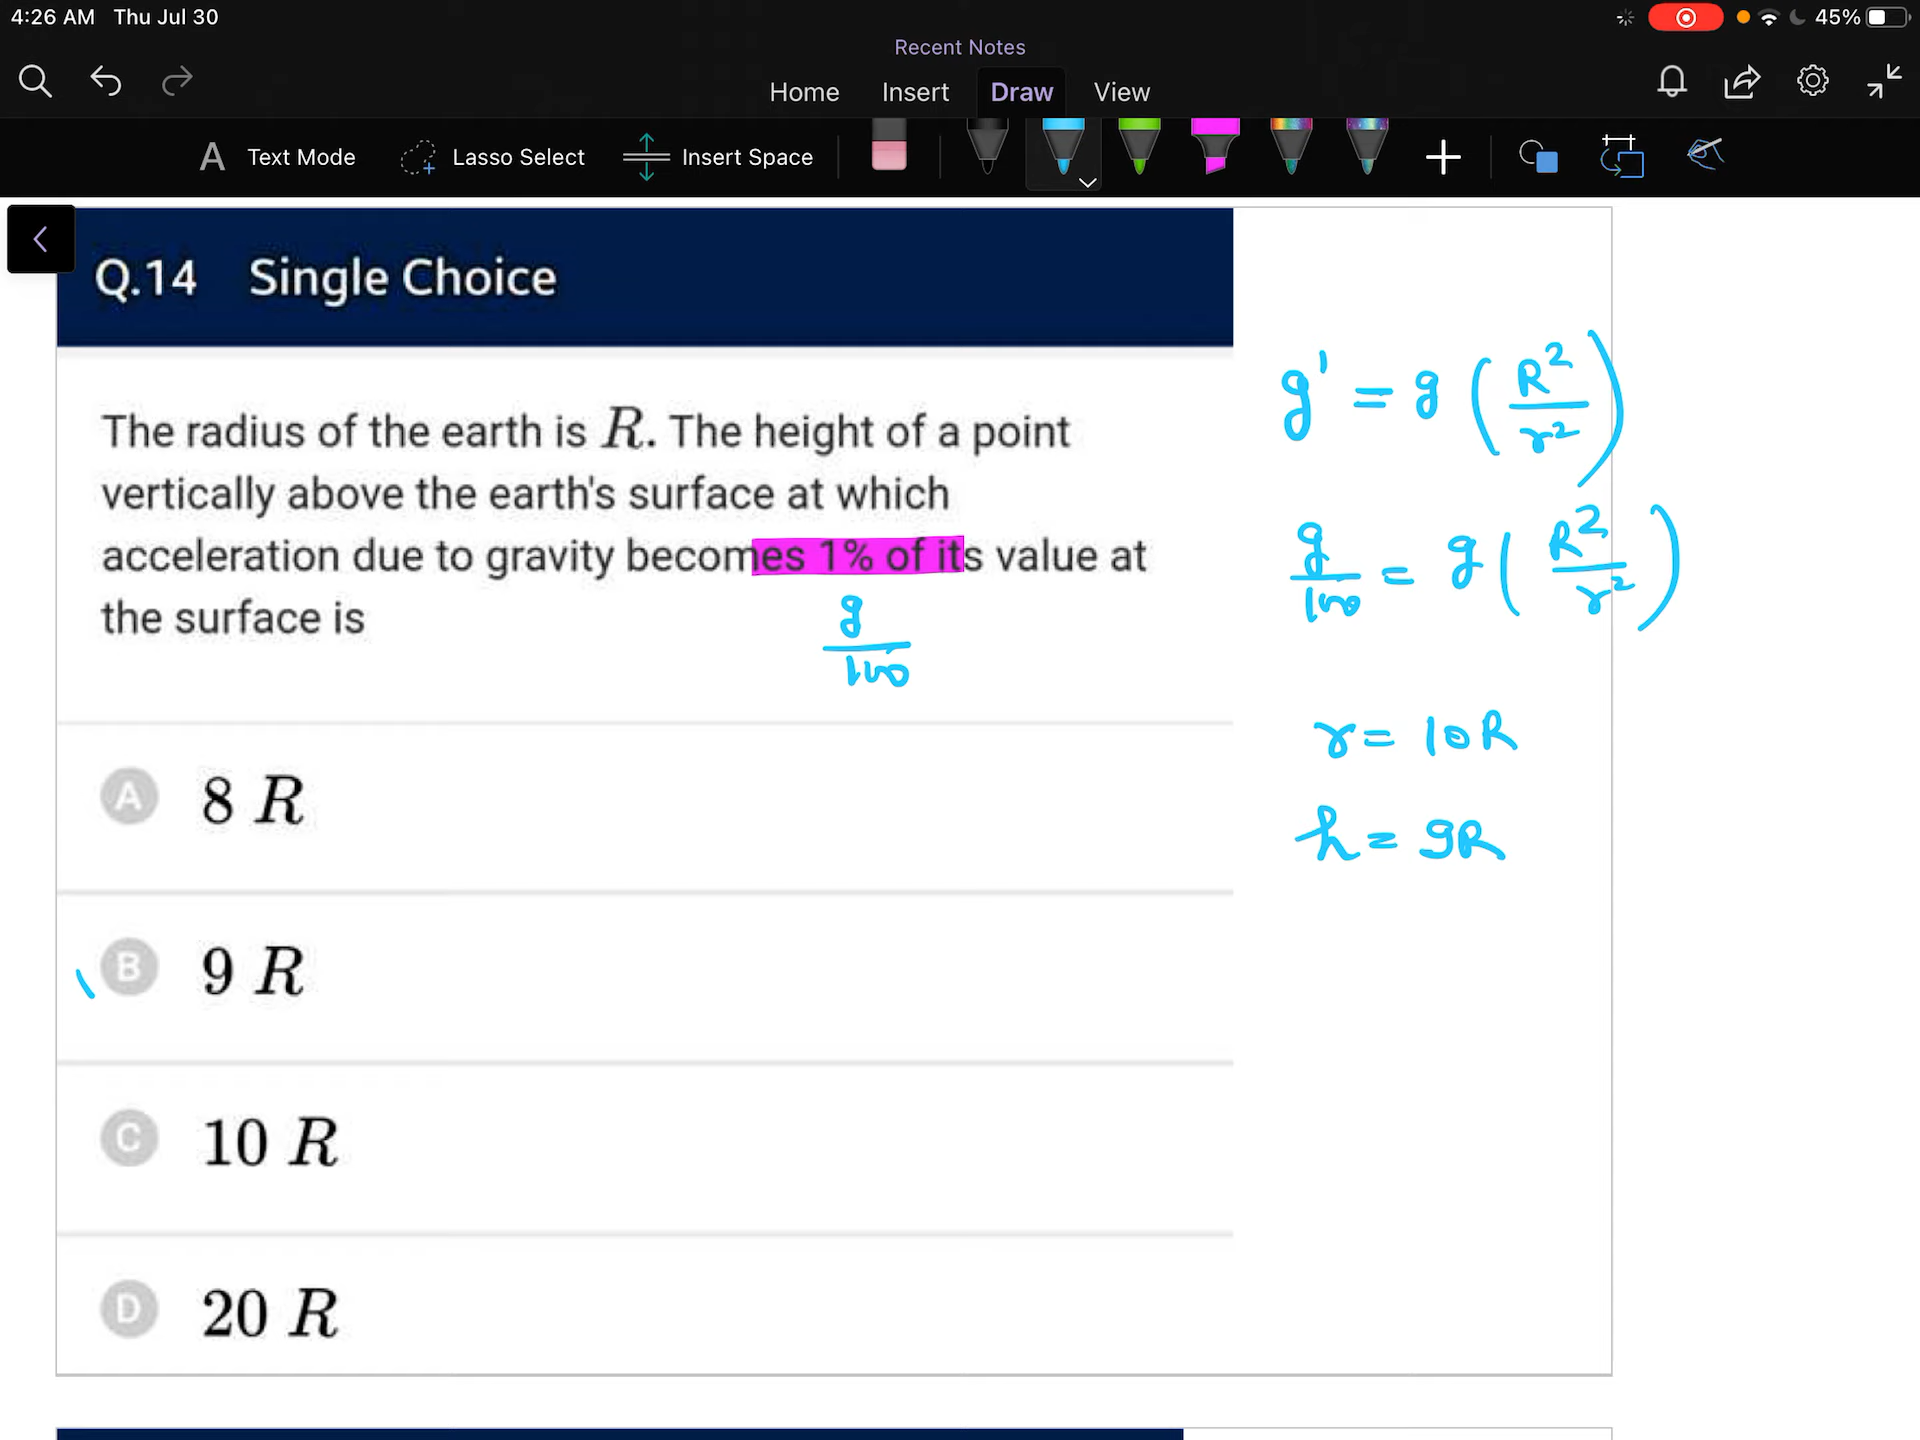 4:26 AM Thu Jul 30
45%
Recent Notes
Home Insert Draw View
A Text Mode Lasso Select Insert Space
Q.14 Single Choice
The radius of the earth is R. The height of a point
vertically above the earth's surface at which
acceleration due to gravity becomes 1% of its value at
the surface is
g/100
A 8 R
B 9 R
C 10 R
D 20 R
g' = g (R²/r²)
g/100 = g (R²/r²)
r = 10R
h = 9R